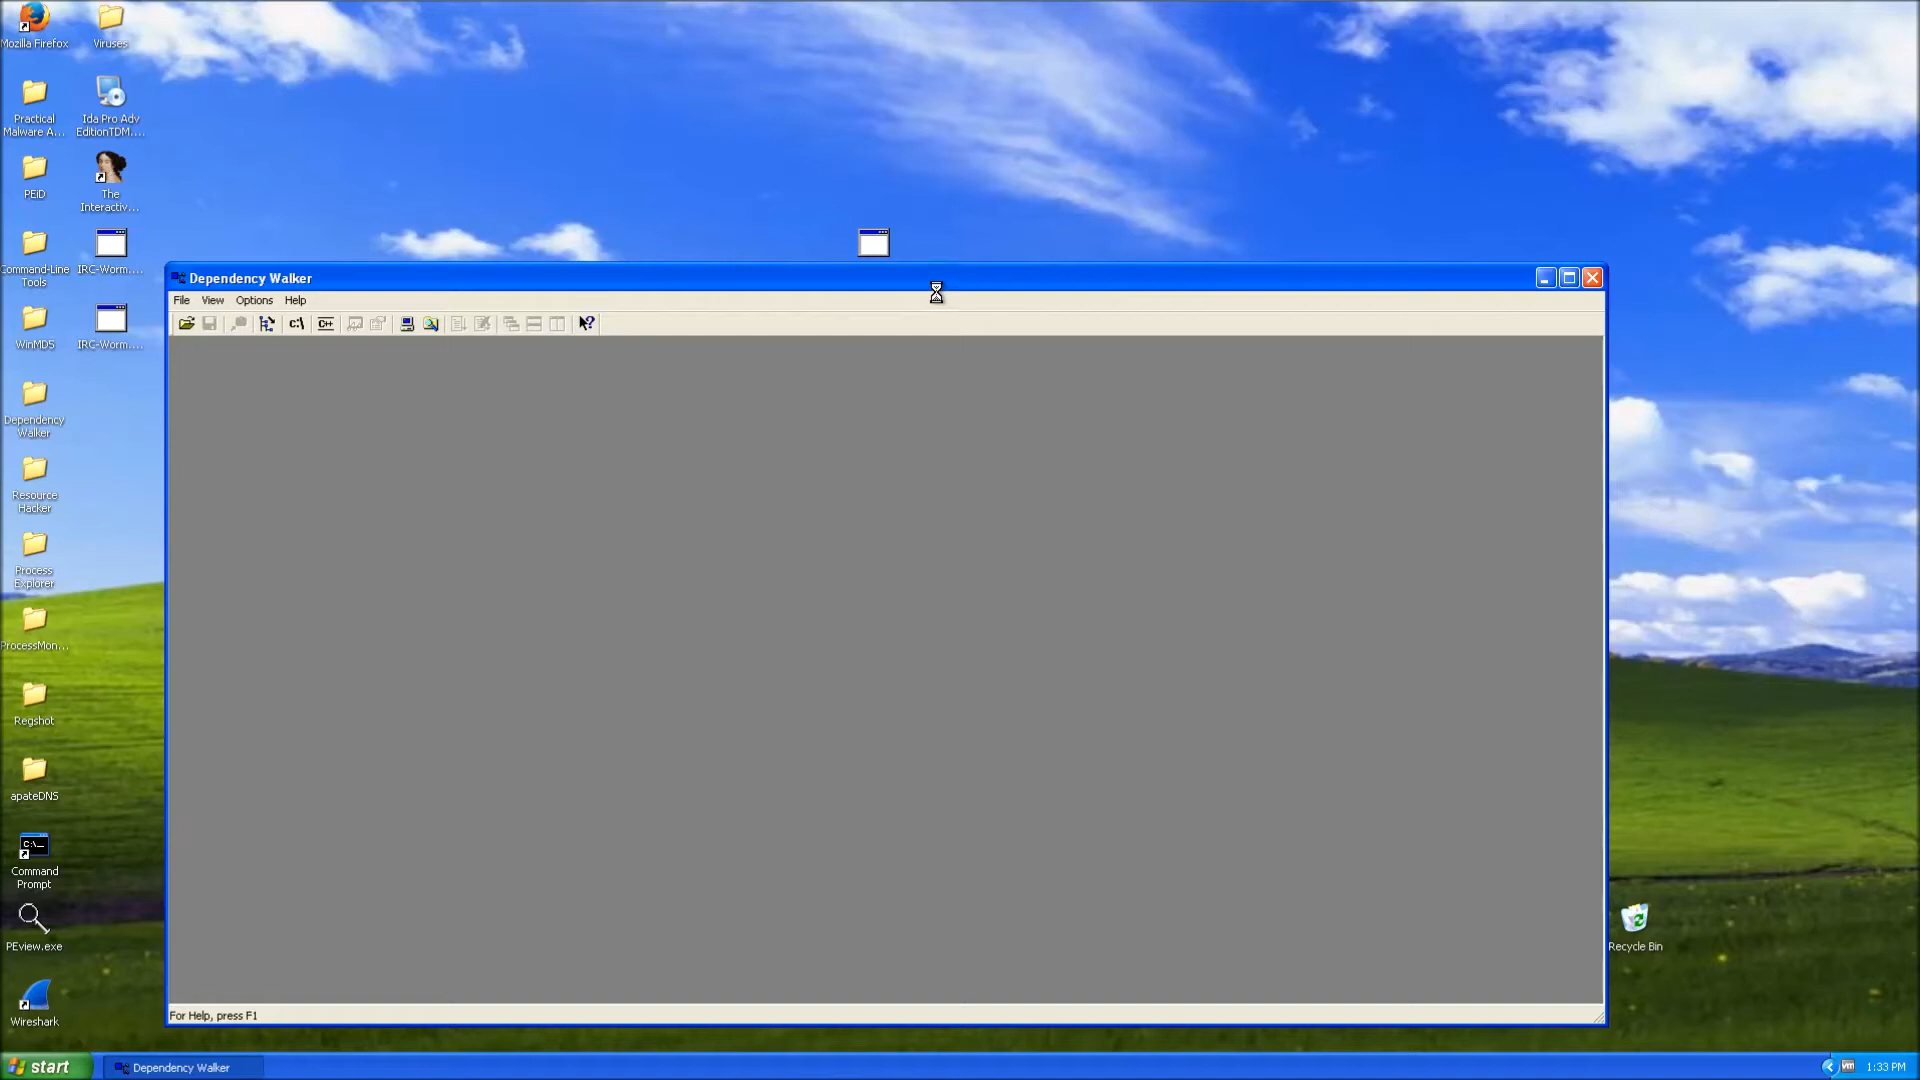 Mozilla Firefox
Viruses
Practical
Malware A...
Ida Pro Adv
EditionTDM....
PEiD
The
Interactiv...
Command-Line
Tools
IRC-Worm....
WinMD5
IRC-Worm....
Dependency
Walker
Resource
Hacker
Process
Explorer
ProcessMon...
Regshot
apateDNS
C:\_
Command
Prompt
PEview.exe
Wireshark
Dependency Walker
File View Options Help
c:\ C++
For Help, press F1
Recycle Bin
start
Dependency Walker
vm
1:33 PM